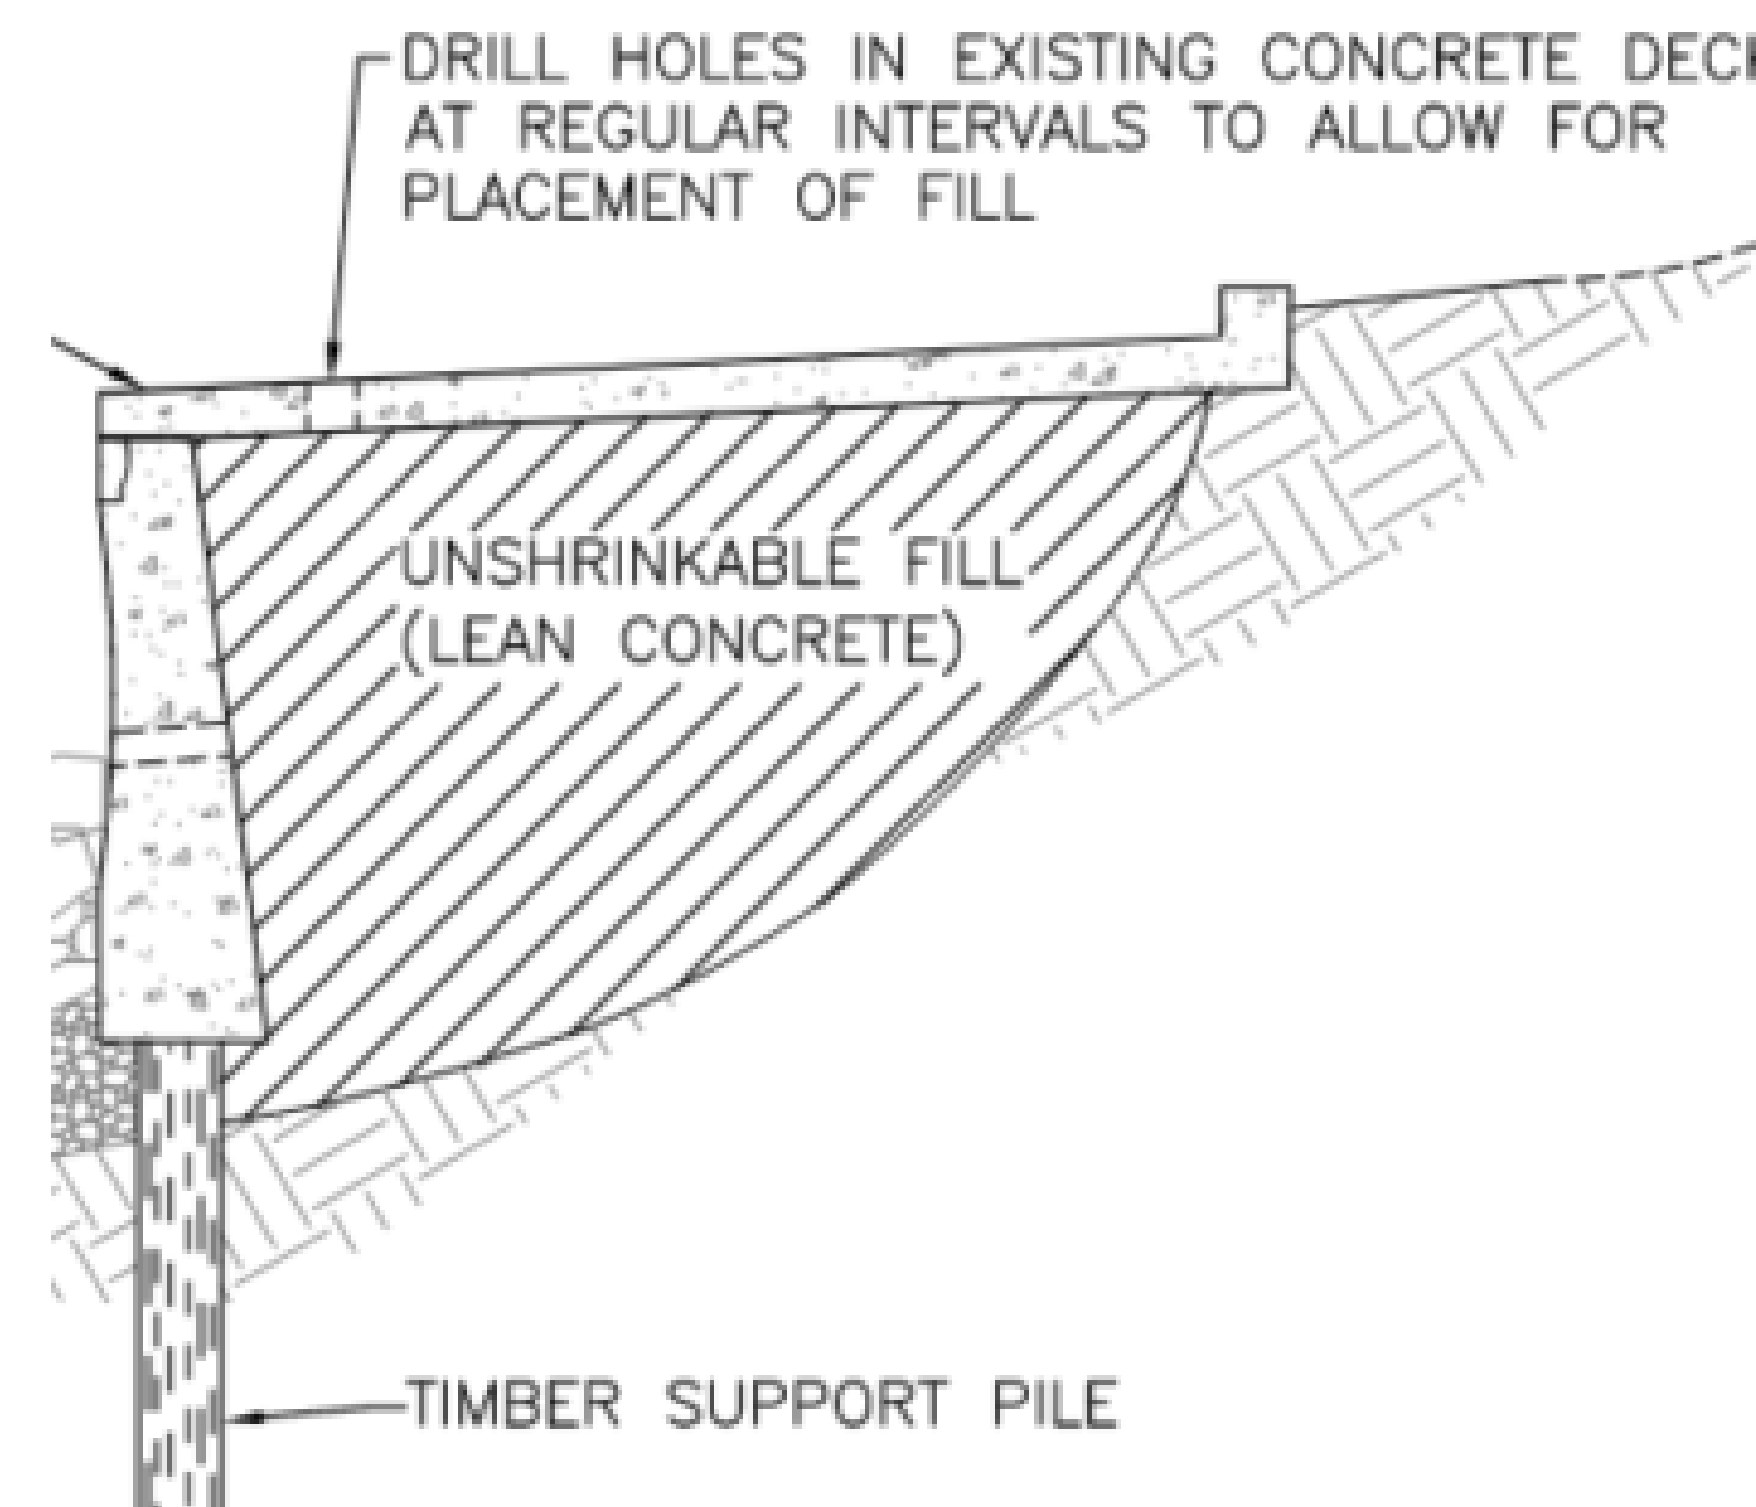 DRILL HOLES IN EXISTING CONCRETE
AT REGULAR INTERVALS TO ALLOW FOR
PLACEMENT OF FILL
UNSHRINKABLE FILL
(LEAN CONCRETE)
TIMBER SUPPORT PILE